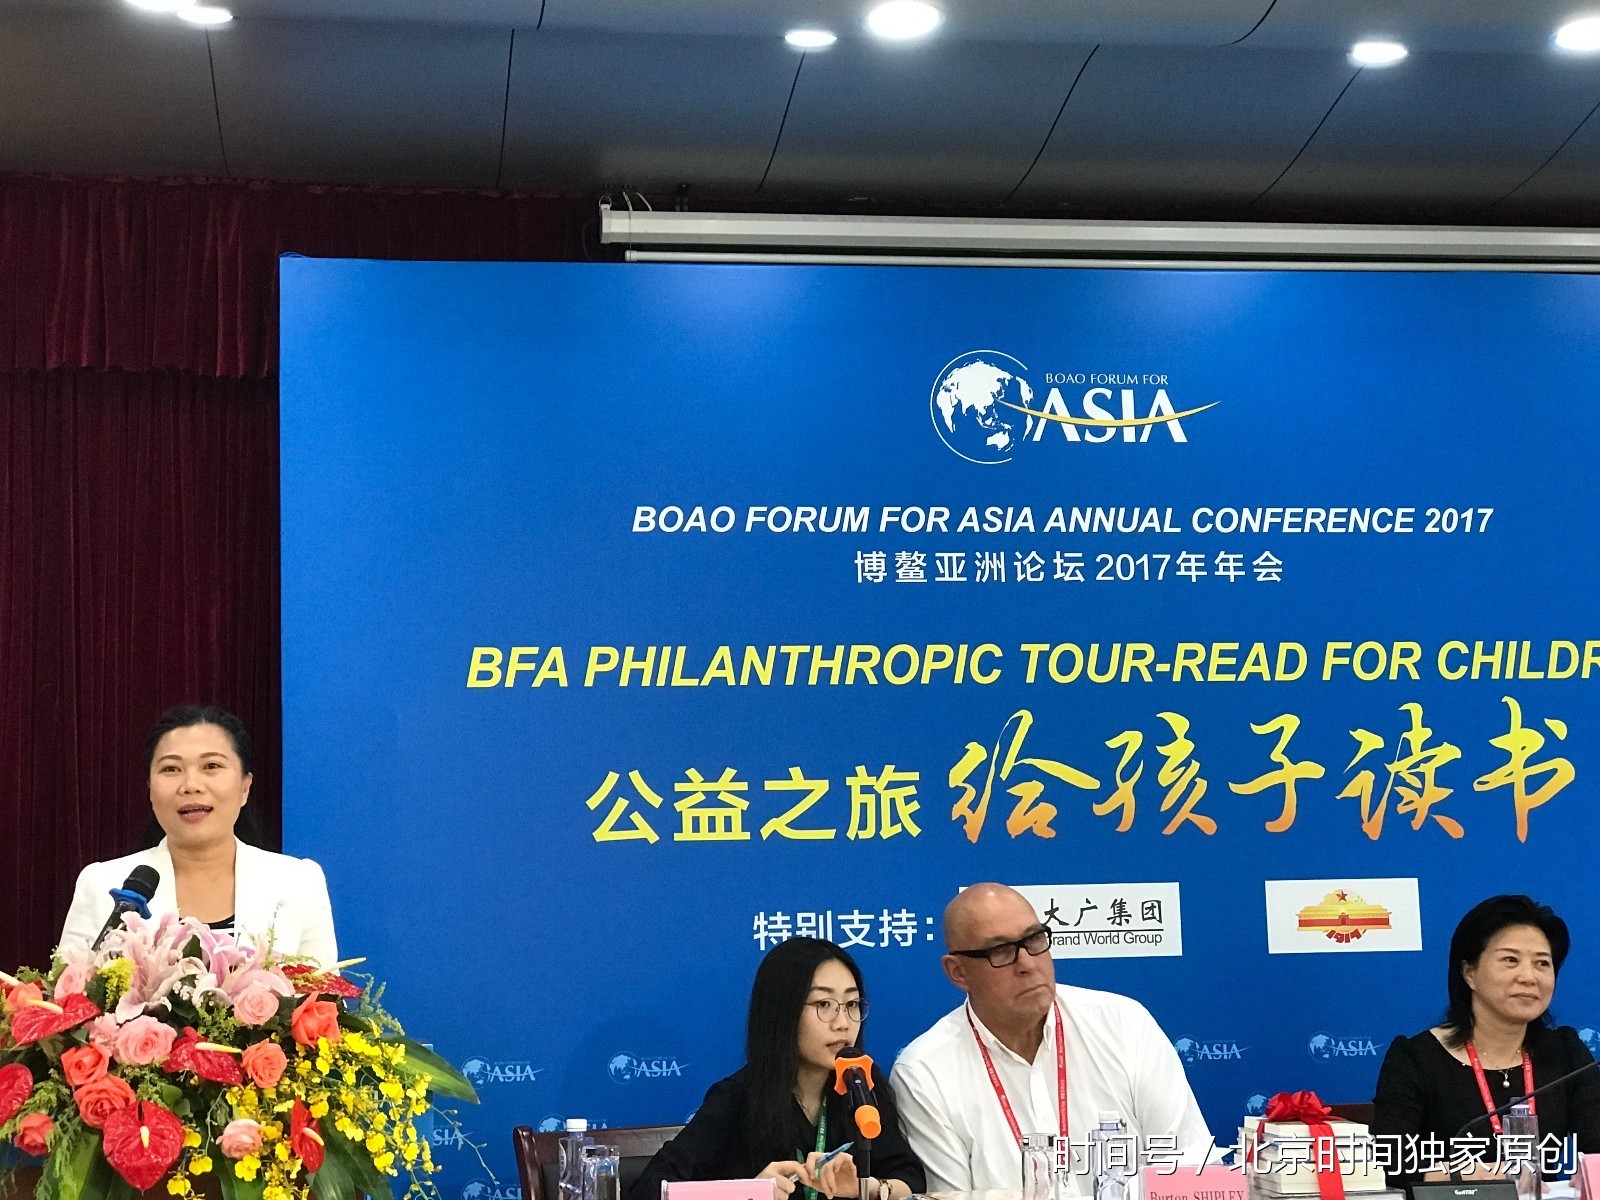 BOAO FORUM FOR
ASIA
BOAO FORUM FOR ASIA ANNUAL CONFERENCE 2017
博鳌亚洲论坛 2017年年会
BFA PHILANTHROPIC TOUR-READ FOR CHILDR
公益之旅 给孩子读书
特别支持：
大广集团
Grand World Group
1914
ASIA
ASIA
ASIA
ASIA
Burton SHIPLEY
时间号 / 北京时间独家原创